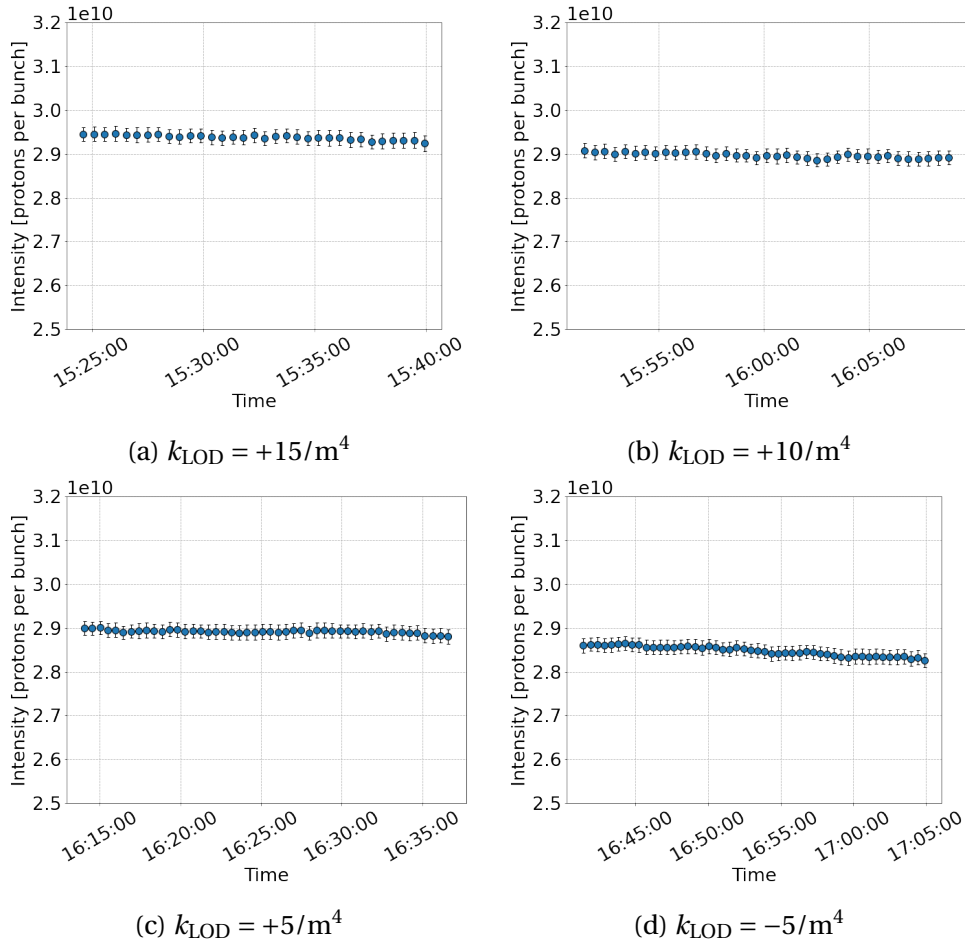 1e10
3.2
3.1
3.0
2.9
2.8
2.7
2.6
2.5
Intensity [protons per bunch]
15:25:00 15:30:00 15:35:00 15:40:00
Time
(a) k_LOD = +15/m⁴
1e10
3.2
3.1
3.0
2.9
2.8
2.7
2.6
2.5
Intensity [protons per bunch]
15:55:00 16:00:00 16:05:00
Time
(b) k_LOD = +10/m⁴
1e10
3.2
3.1
3.0
2.9
2.8
2.7
2.6
2.5
Intensity [protons per bunch]
16:15:00 16:20:00 16:25:00 16:30:00 16:35:00
Time
(c) k_LOD = +5/m⁴
1e10
3.2
3.1
3.0
2.9
2.8
2.7
2.6
2.5
Intensity [protons per bunch]
16:45:00 16:50:00 16:55:00 17:00:00 17:05:00
Time
(d) k_LOD = −5/m⁴